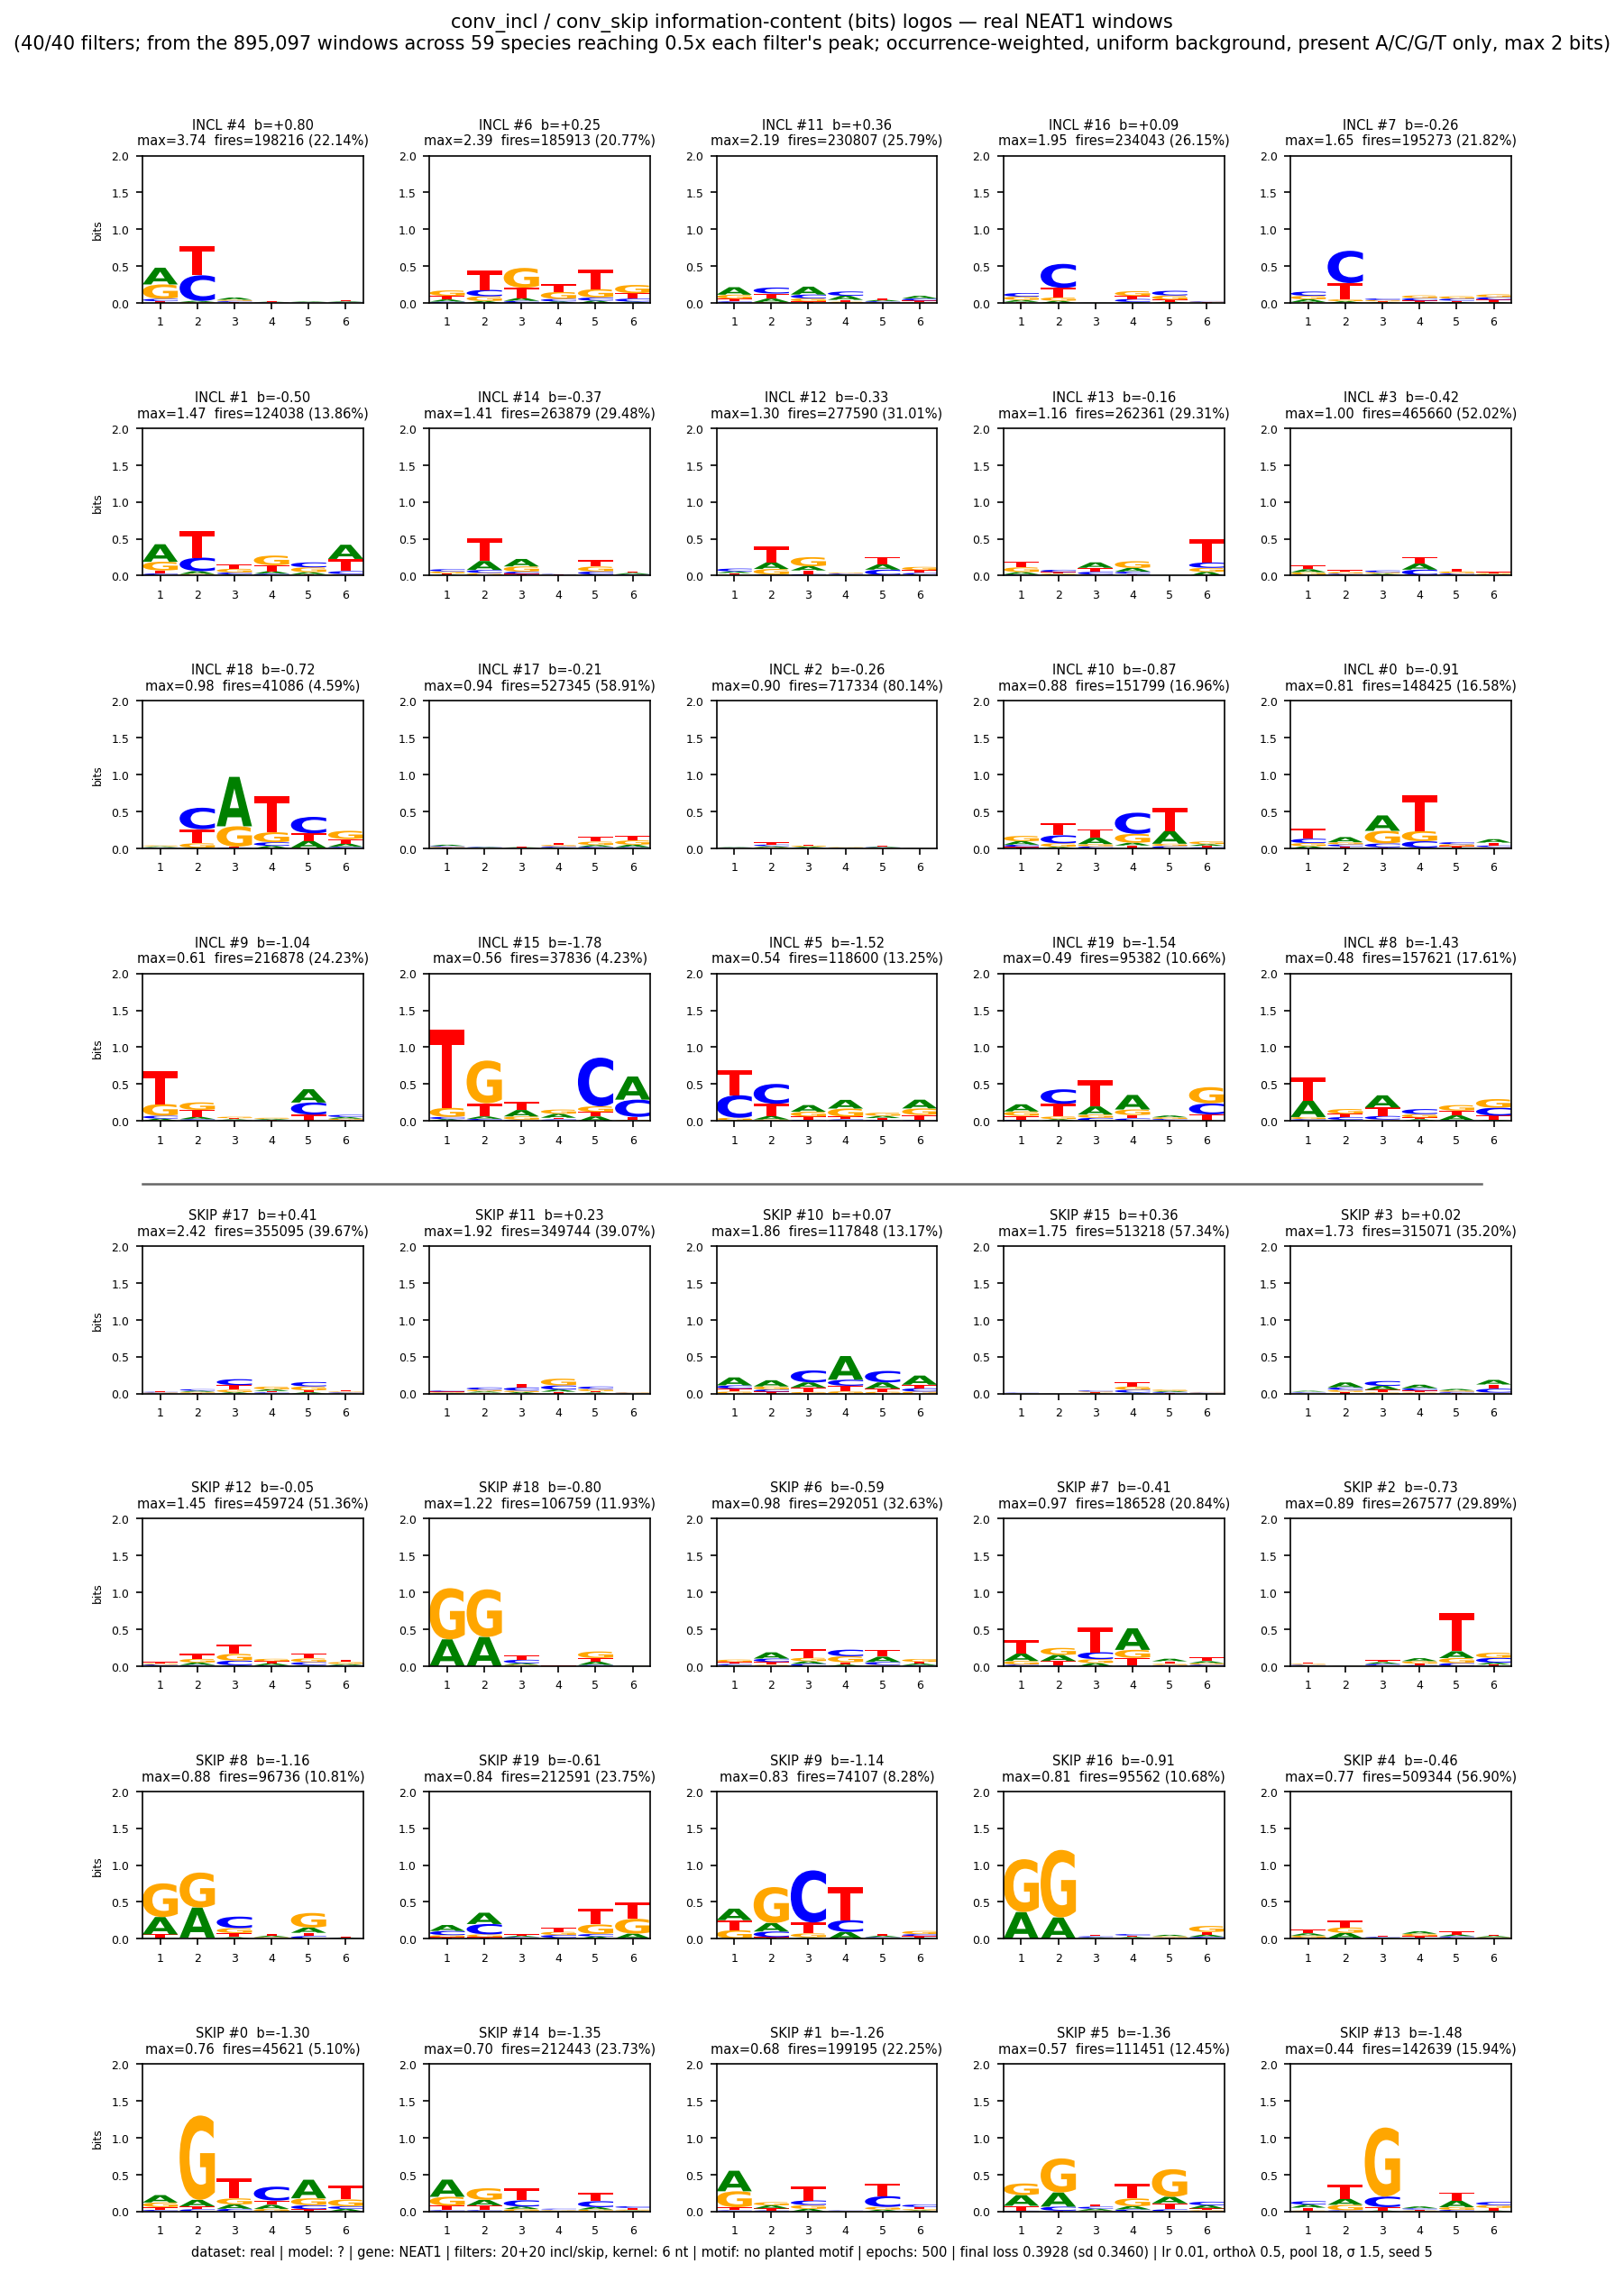 conv_incl / conv_skip information-content (bits) logos — real NEAT1 windows
(40/40 filters; from the 895,097 windows across 59 species reaching 0.5x each filter's peak; occurrence-weighted, uniform background, present A/C/G/T only, max 2 bits)
INCL #4 b=+0.80
max=3.74 fires=198216 (22.14%)
INCL #6 b=+0.25
max=2.39 fires=185913 (20.77%)
INCL #11 b=+0.36
max=2.19 fires=230807 (25.79%)
INCL #16 b=+0.09
max=1.95 fires=234043 (26.15%)
INCL #7 b=-0.26
max=1.65 fires=195273 (21.82%)
bits
INCL #1 b=-0.50
max=1.47 fires=124038 (13.86%)
INCL #14 b=-0.37
max=1.41 fires=263879 (29.48%)
INCL #12 b=-0.33
max=1.30 fires=277590 (31.01%)
INCL #13 b=-0.16
max=1.16 fires=262361 (29.31%)
INCL #3 b=-0.42
max=1.00 fires=465660 (52.02%)
bits
INCL #18 b=-0.72
max=0.98 fires=41086 (4.59%)
INCL #17 b=-0.21
max=0.94 fires=527345 (58.91%)
INCL #2 b=-0.26
max=0.90 fires=717334 (80.14%)
INCL #10 b=-0.87
max=0.88 fires=151799 (16.96%)
INCL #0 b=-0.91
max=0.81 fires=148425 (16.58%)
bits
INCL #9 b=-1.04
max=0.61 fires=216878 (24.23%)
INCL #15 b=-1.78
max=0.56 fires=37836 (4.23%)
INCL #5 b=-1.52
max=0.54 fires=118600 (13.25%)
INCL #19 b=-1.54
max=0.49 fires=95382 (10.66%)
INCL #8 b=-1.43
max=0.48 fires=157621 (17.61%)
bits
SKIP #17 b=+0.41
max=2.42 fires=355095 (39.67%)
SKIP #11 b=+0.23
max=1.92 fires=349744 (39.07%)
SKIP #10 b=+0.07
max=1.86 fires=117848 (13.17%)
SKIP #15 b=+0.36
max=1.75 fires=513218 (57.34%)
SKIP #3 b=+0.02
max=1.73 fires=315071 (35.20%)
bits
SKIP #12 b=-0.05
max=1.45 fires=459724 (51.36%)
SKIP #18 b=-0.80
max=1.22 fires=106759 (11.93%)
SKIP #6 b=-0.59
max=0.98 fires=292051 (32.63%)
SKIP #7 b=-0.41
max=0.97 fires=186528 (20.84%)
SKIP #2 b=-0.73
max=0.89 fires=267577 (29.89%)
bits
SKIP #8 b=-1.16
max=0.88 fires=96736 (10.81%)
SKIP #19 b=-0.61
max=0.84 fires=212591 (23.75%)
SKIP #9 b=-1.14
max=0.83 fires=74107 (8.28%)
SKIP #16 b=-0.91
max=0.81 fires=95562 (10.68%)
SKIP #4 b=-0.46
max=0.77 fires=509344 (56.90%)
bits
SKIP #0 b=-1.30
max=0.76 fires=45621 (5.10%)
SKIP #14 b=-1.35
max=0.70 fires=212443 (23.73%)
SKIP #1 b=-1.26
max=0.68 fires=199195 (22.25%)
SKIP #5 b=-1.36
max=0.57 fires=111451 (12.45%)
SKIP #13 b=-1.48
max=0.44 fires=142639 (15.94%)
bits
dataset: real | model: ? | gene: NEAT1 | filters: 20+20 incl/skip, kernel: 6 nt | motif: no planted motif | epochs: 500 | final loss 0.3928 (sd 0.3460) | lr 0.01, orthoλ 0.5, pool 18, σ 1.5, seed 5